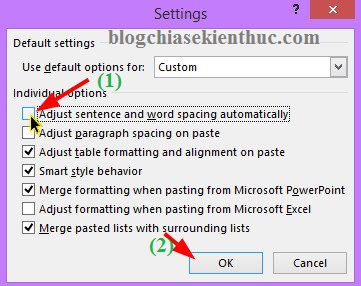 Settings
Default settings
blogchiasekienthuc.com
Use default options for: Custom
(1)
Individual options
Adjust sentence and word spacing automatically
Adjust paragraph spacing on paste
Adjust table formatting and alignment on paste
Smart style behavior
Merge formatting when pasting from Microsoft PowerPoint
Adjust formatting when pasting from Microsoft Excel
Merge pasted lists with surrounding lists
(2)
OK Cancel